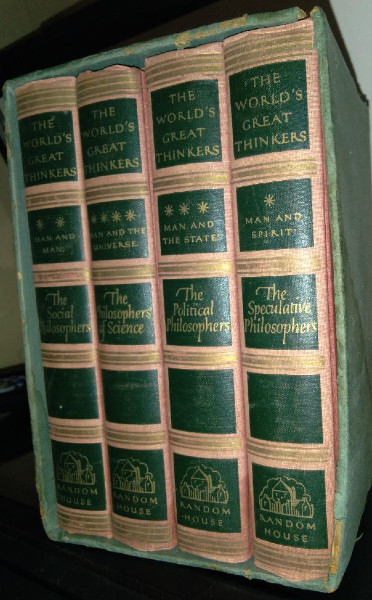 THE
WORLD'S
GREAT
THINKERS
MAN AND
MAN:
The
Social
Philosophers
RANDOM
HOUSE
THE
WORLD'S
GREAT
THINKERS
MAN AND THE
UNIVERSE:
The
Philosophers
of Science
RANDOM
HOUSE
THE
WORLD'S
GREAT
THINKERS
MAN AND
THE STATE:
The
Political
Philosophers
RANDOM
HOUSE
THE
WORLD'S
GREAT
THINKERS
MAN AND
SPIRIT:
The
Speculative
Philosophers
RANDOM
HOUSE